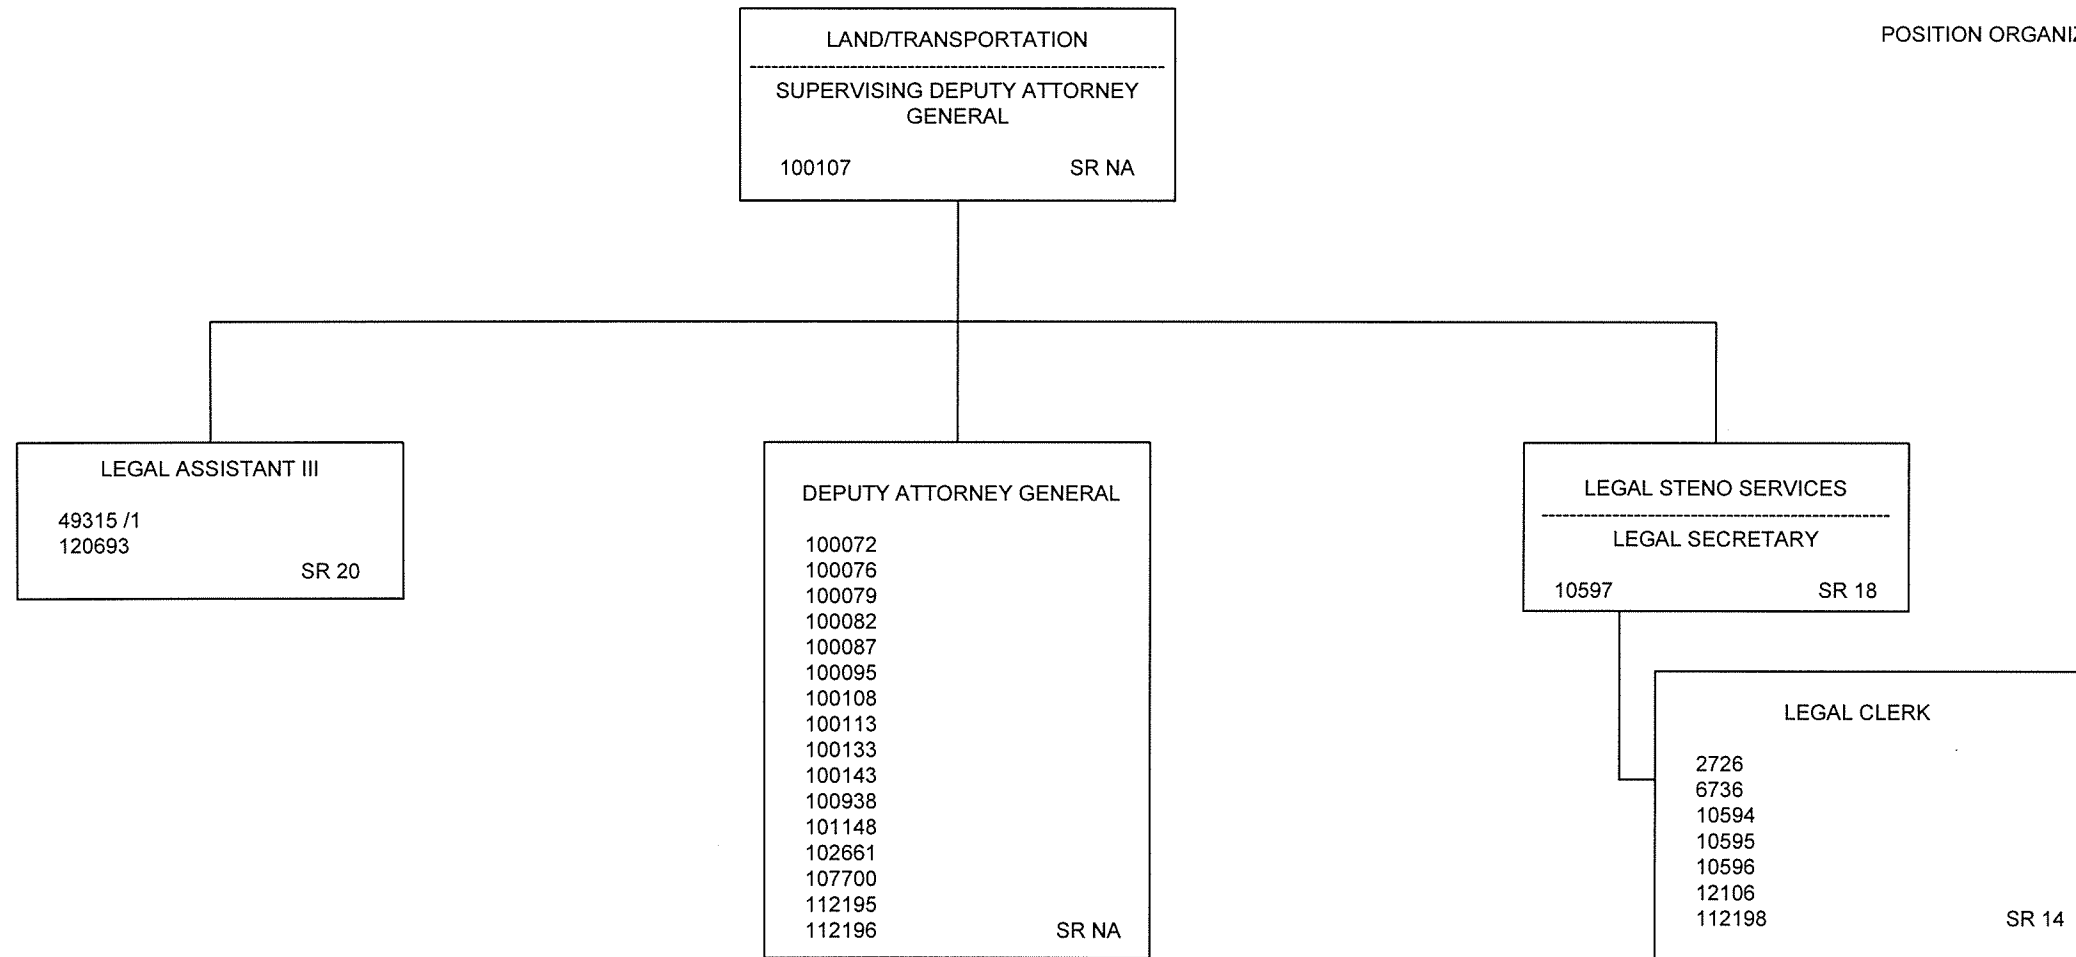 POSITION ORGANIZ
LAND/TRANSPORTATION
SUPERVISING DEPUTY ATTORNEY
GENERAL
100107 SR NA
LEGAL ASSISTANT III
49315 /1
120693
SR 20
DEPUTY ATTORNEY GENERAL
100072
100076
100079
100082
100087
100095
100108
100113
100133
100143
100938
101148
102661
107700
112195
112196 SR NA
LEGAL STENO SERVICES
LEGAL SECRETARY
10597 SR 18
LEGAL CLERK
2726
6736
10594
10595
10596
12106
112198 SR 14